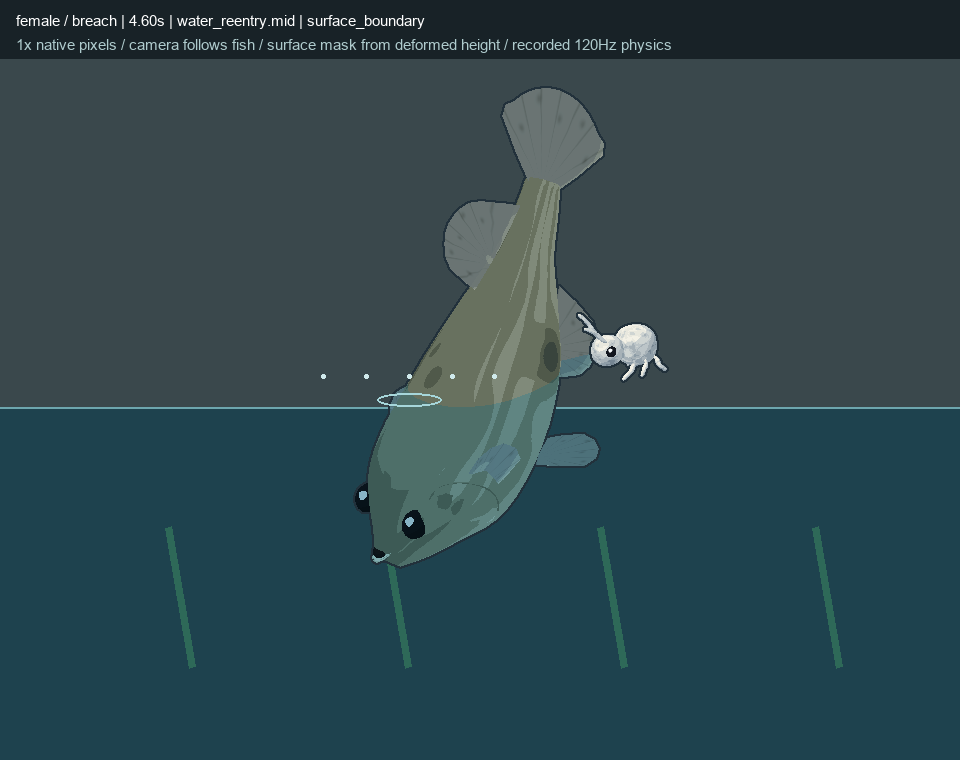 female / breach | 4.60s | water_reentry.mid | surface_boundary
1x native pixels / camera follows fish / surface mask from deformed height / recorded 120Hz physics